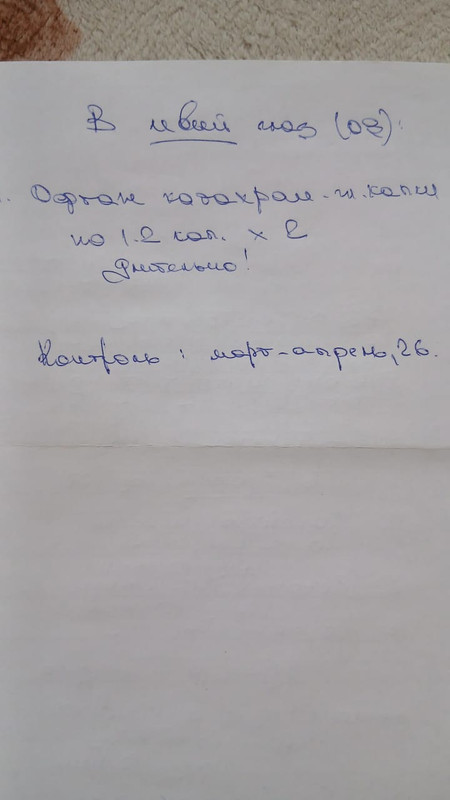 В левый глаз (OS):
Офтан катахром. гл. капли
по 1.2 кап. x 2
Длительно!
Контроль: март-апрель, 26.